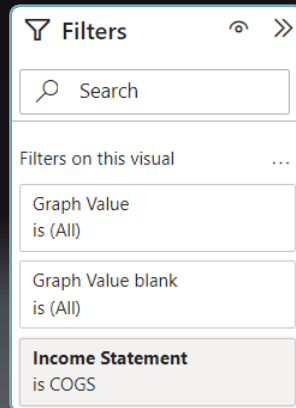 Filters
Search
Filters on this visual
...
Graph Value
is (All)
Graph Value blank
is (All)
Income Statement
is COGS